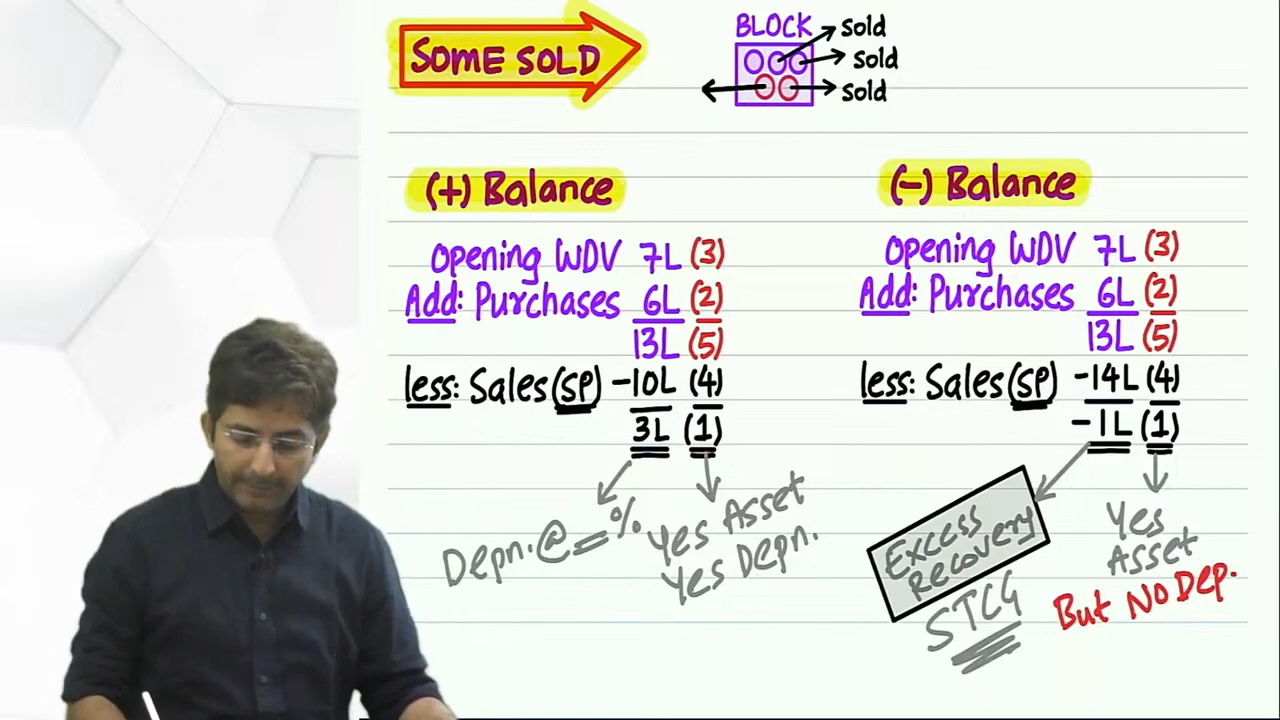 SOME SOLD
BLOCK
Sold
Sold
Sold
(+) Balance
Opening WDV 7L (3)
Add: Purchases 6L (2)
13L (5)
less: Sales (SP) -10L (4)
3L (1)
Depn. @ = %
Yes Asset
Yes Depn.
(-) Balance
Opening WDV 7L (3)
Add: Purchases 6L (2)
13L (5)
less: Sales (SP) -14L (4)
-1L (1)
EXCESS
RECOVERY
STCG
Yes
Asset
But NO Dep.